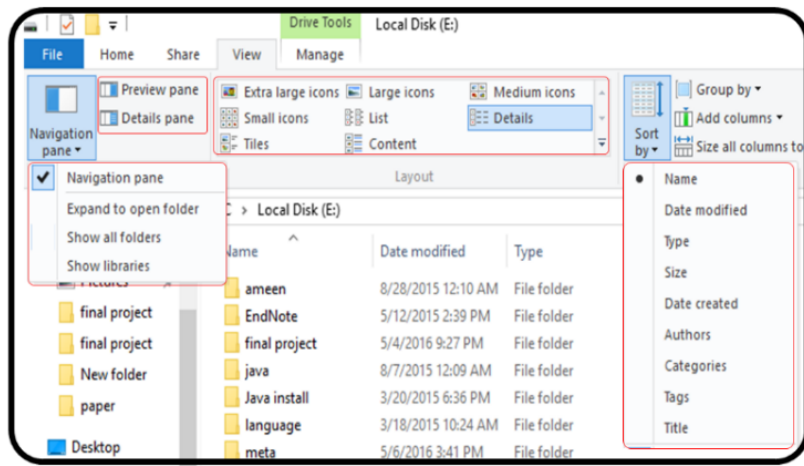 Drive Tools Local Disk (E:)
File Home Share View Manage
Navigation pane
Preview pane
Details pane
Extra large icons Large icons Medium icons
Small icons List Details
Tiles Content
Layout
Sort by
Group by
Add columns
Size all columns to
Navigation pane
Expand to open folder
Show all folders
Show libraries
Name
Date modified
Type
Size
Date created
Authors
Categories
Tags
Title
> Local Disk (E:)
Name Date modified Type
ameen 8/28/2015 12:10 AM File folder
EndNote 5/12/2015 2:39 PM File folder
final project 5/4/2016 9:27 PM File folder
java 8/7/2015 12:09 AM File folder
Java install 3/20/2015 6:36 PM File folder
language 3/18/2015 10:24 AM File folder
meta 5/6/2016 3:41 PM File folder
final project
final project
New folder
paper
Desktop